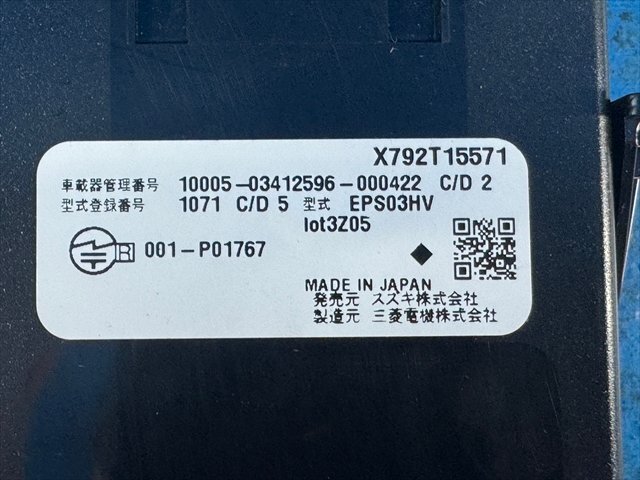 X792T15571
車載器管理番号 10005-03412596-000422 C/D 2
型式登録番号 1071 C/D 5 型式 EPS03HV
lot3Z05
R 001-P01767
MADE IN JAPAN
発売元 スズキ株式会社
製造元 三菱電機株式会社